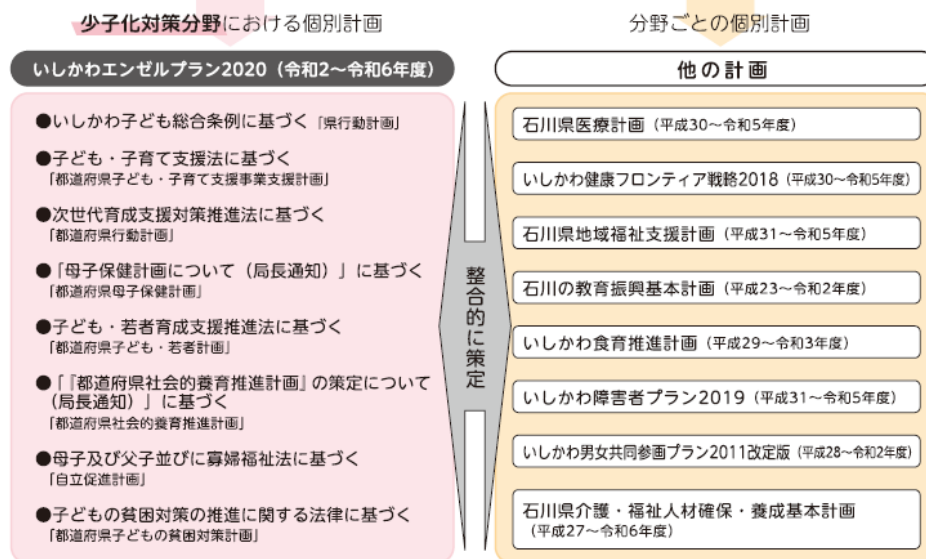 少子化対策分野における個別計画
いしかわエンゼルプラン2020（令和2～令和6年度）
●いしかわ子ども総合条例に基づく「県行動計画」
●子ども・子育て支援法に基づく
「都道府県子ども・子育て支援事業支援計画」
●次世代育成支援対策推進法に基づく
「都道府県行動計画」
●「母子保健計画について（局長通知）」に基づく
「都道府県母子保健計画」
●子ども・若者育成支援推進法に基づく
「都道府県子ども・若者計画」
●「『都道府県社会的養育推進計画』の策定について
（局長通知）」に基づく
「都道府県社会的養育推進計画」
●母子及び父子並びに寡婦福祉法に基づく
「自立促進計画」
●子どもの貧困対策の推進に関する法律に基づく
「都道府県子どもの貧困対策計画」
整合的に策定
分野ごとの個別計画
他の計画
石川県医療計画（平成30～令和5年度）
いしかわ健康フロンティア戦略2018（平成30～令和5年度）
石川県地域福祉支援計画（平成31～令和5年度）
石川の教育振興基本計画（平成23～令和2年度）
いしかわ食育推進計画（平成29～令和3年度）
いしかわ障害者プラン2019（平成31～令和5年度）
いしかわ男女共同参画プラン2011改定版（平成28～令和2年度）
石川県介護・福祉人材確保・養成基本計画
（平成27～令和6年度）